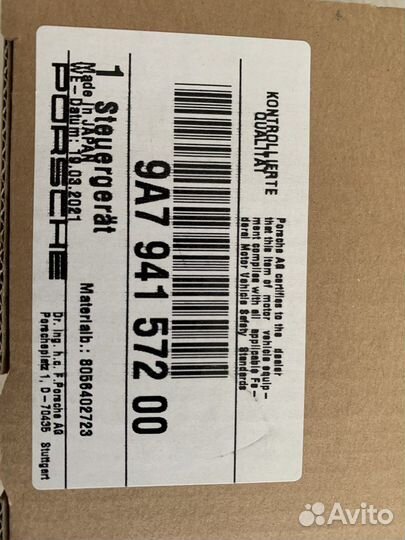 KONTROLLIERTE
QUALITÄT
Porsche AG certifies to the dealer
that this item of motor vehicle equip-
ment complies with all applicable Fe-
deral Motor Vehicle Safety Standards
9A7 941 572 00
1 Steuergerät
Made in JAPAN
WE-Datum: 19.03.2021
Materialb.: 8056402723
PORSCHE
Dr. Ing. h.c. F.Porsche AG
Porscheplatz 1, D-70435 Stuttgart
Avito